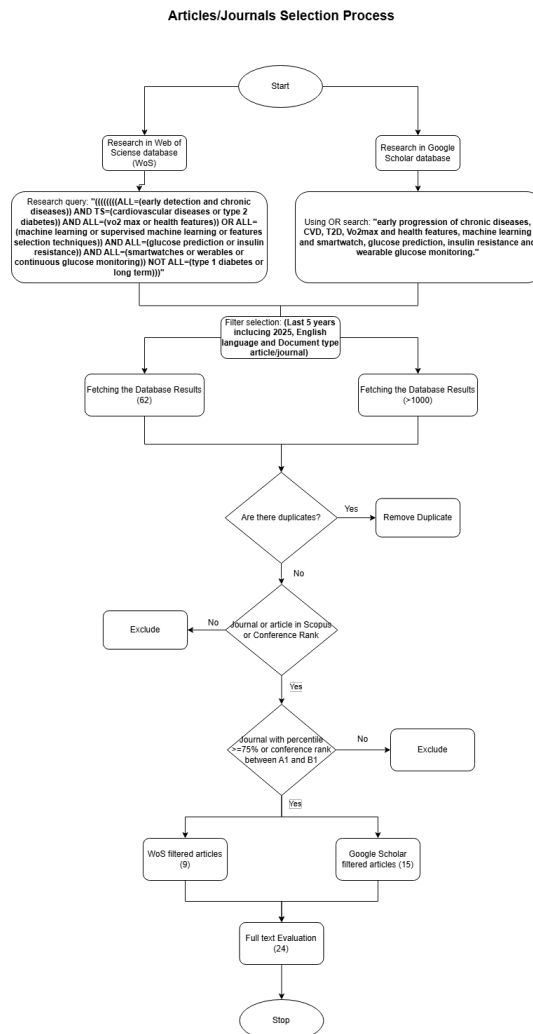 Articles/Journals Selection Process
Start
Research in Web of
Sciense database
(WoS)
Research in Google
Scholar database
Research query: "((((((((ALL=(early detection and chronic
diseases)) AND TS=(cardiovascular diseases or type 2
diabetes)) AND ALL=(vo2 max or health features)) OR ALL=
(machine learning or supervised machine learning or features
selection techniques)) AND ALL=(glucose prediction or insulin
resistance)) AND ALL=(smartwatches or werables or
continuous glucose monitoring)) NOT ALL=(type 1 diabetes or
long term)))"
Using OR search: "early progression of chronic diseases,
CVD, T2D, Vo2max and health features, machine learning
and smartwatch, glucose prediction, insulin resistance and
wearable glucose monitoring."
Filter selection: (Last 5 years
inclucing 2025, English
language and Document type
article/journal)
Fetching the Database Results
(62)
Fetching the Database Results
(>1000)
Are there duplicates?
Yes
Remove Duplicate
No
Journal or article in Scopus
or Conference Rank
No
Exclude
Yes
Journal with percentile
>=75% or conference rank
between A1 and B1
No
Exclude
Yes
WoS filtered articles
(9)
Google Scholar
filtered articles (15)
Full text Evaluation
(24)
Stop